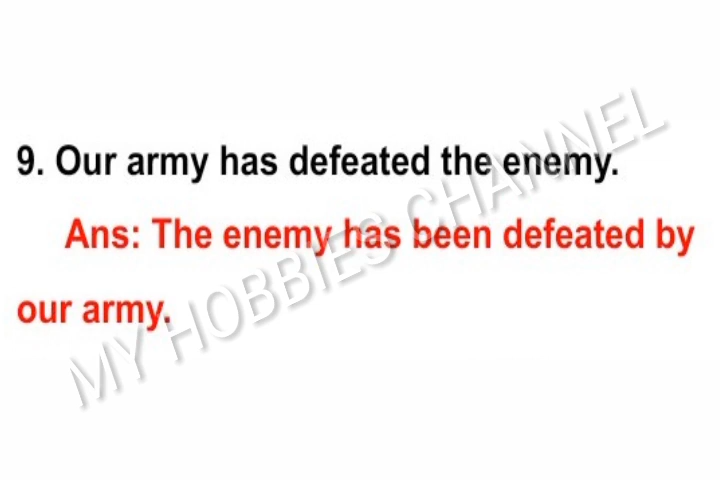 9. Our army has defeated the enemy.
Ans: The enemy has been defeated by
our army.
MY HOBBIES CHANNEL